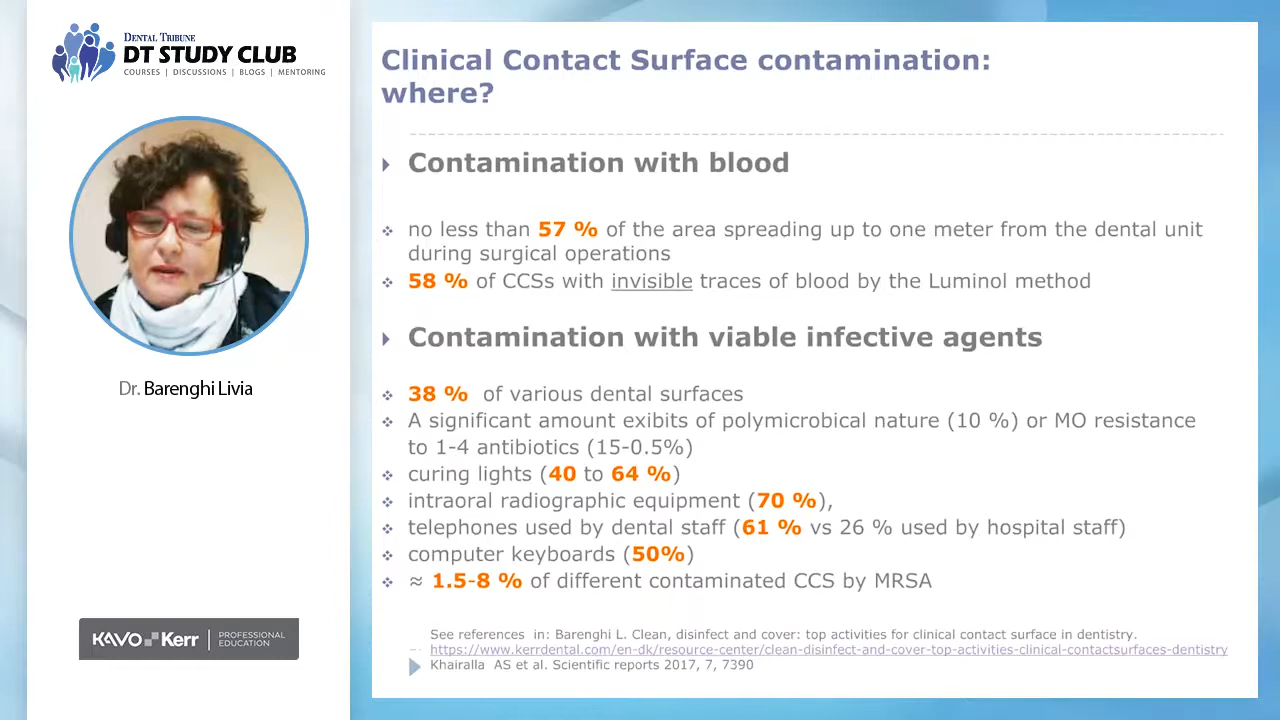 DENTAL TRIBUNE
DT STUDY CLUB
COURSES | DISCUSSIONS | BLOGS | MENTORING
Dr. Barenghi Livia
KAVO Kerr | PROFESSIONAL EDUCATION
Clinical Contact Surface contamination:
where?
Contamination with blood
no less than 57 % of the area spreading up to one meter from the dental unit
during surgical operations
58 % of CCSs with invisible traces of blood by the Luminol method
Contamination with viable infective agents
38 % of various dental surfaces
A significant amount exibits of polymicrobical nature (10 %) or MO resistance
to 1-4 antibiotics (15-0.5%)
curing lights (40 to 64 %)
intraoral radiographic equipment (70 %),
telephones used by dental staff (61 % vs 26 % used by hospital staff)
computer keyboards (50%)
≈ 1.5-8 % of different contaminated CCS by MRSA
See references in: Barenghi L. Clean, disinfect and cover: top activities for clinical contact surface in dentistry.
https://www.kerrdental.com/en-dk/resource-center/clean-disinfect-and-cover-top-activities-clinical-contactsurfaces-dentistry
Khairalla AS et al. Scientific reports 2017, 7, 7390